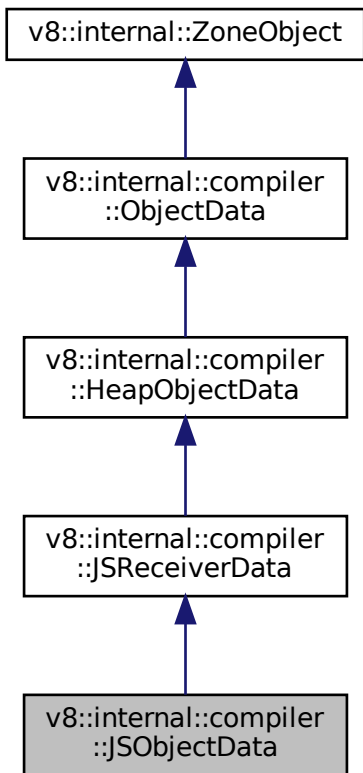 v8::internal::ZoneObject
v8::internal::compiler
::ObjectData
v8::internal::compiler
::HeapObjectData
v8::internal::compiler
::JSReceiverData
v8::internal::compiler
::JSObjectData